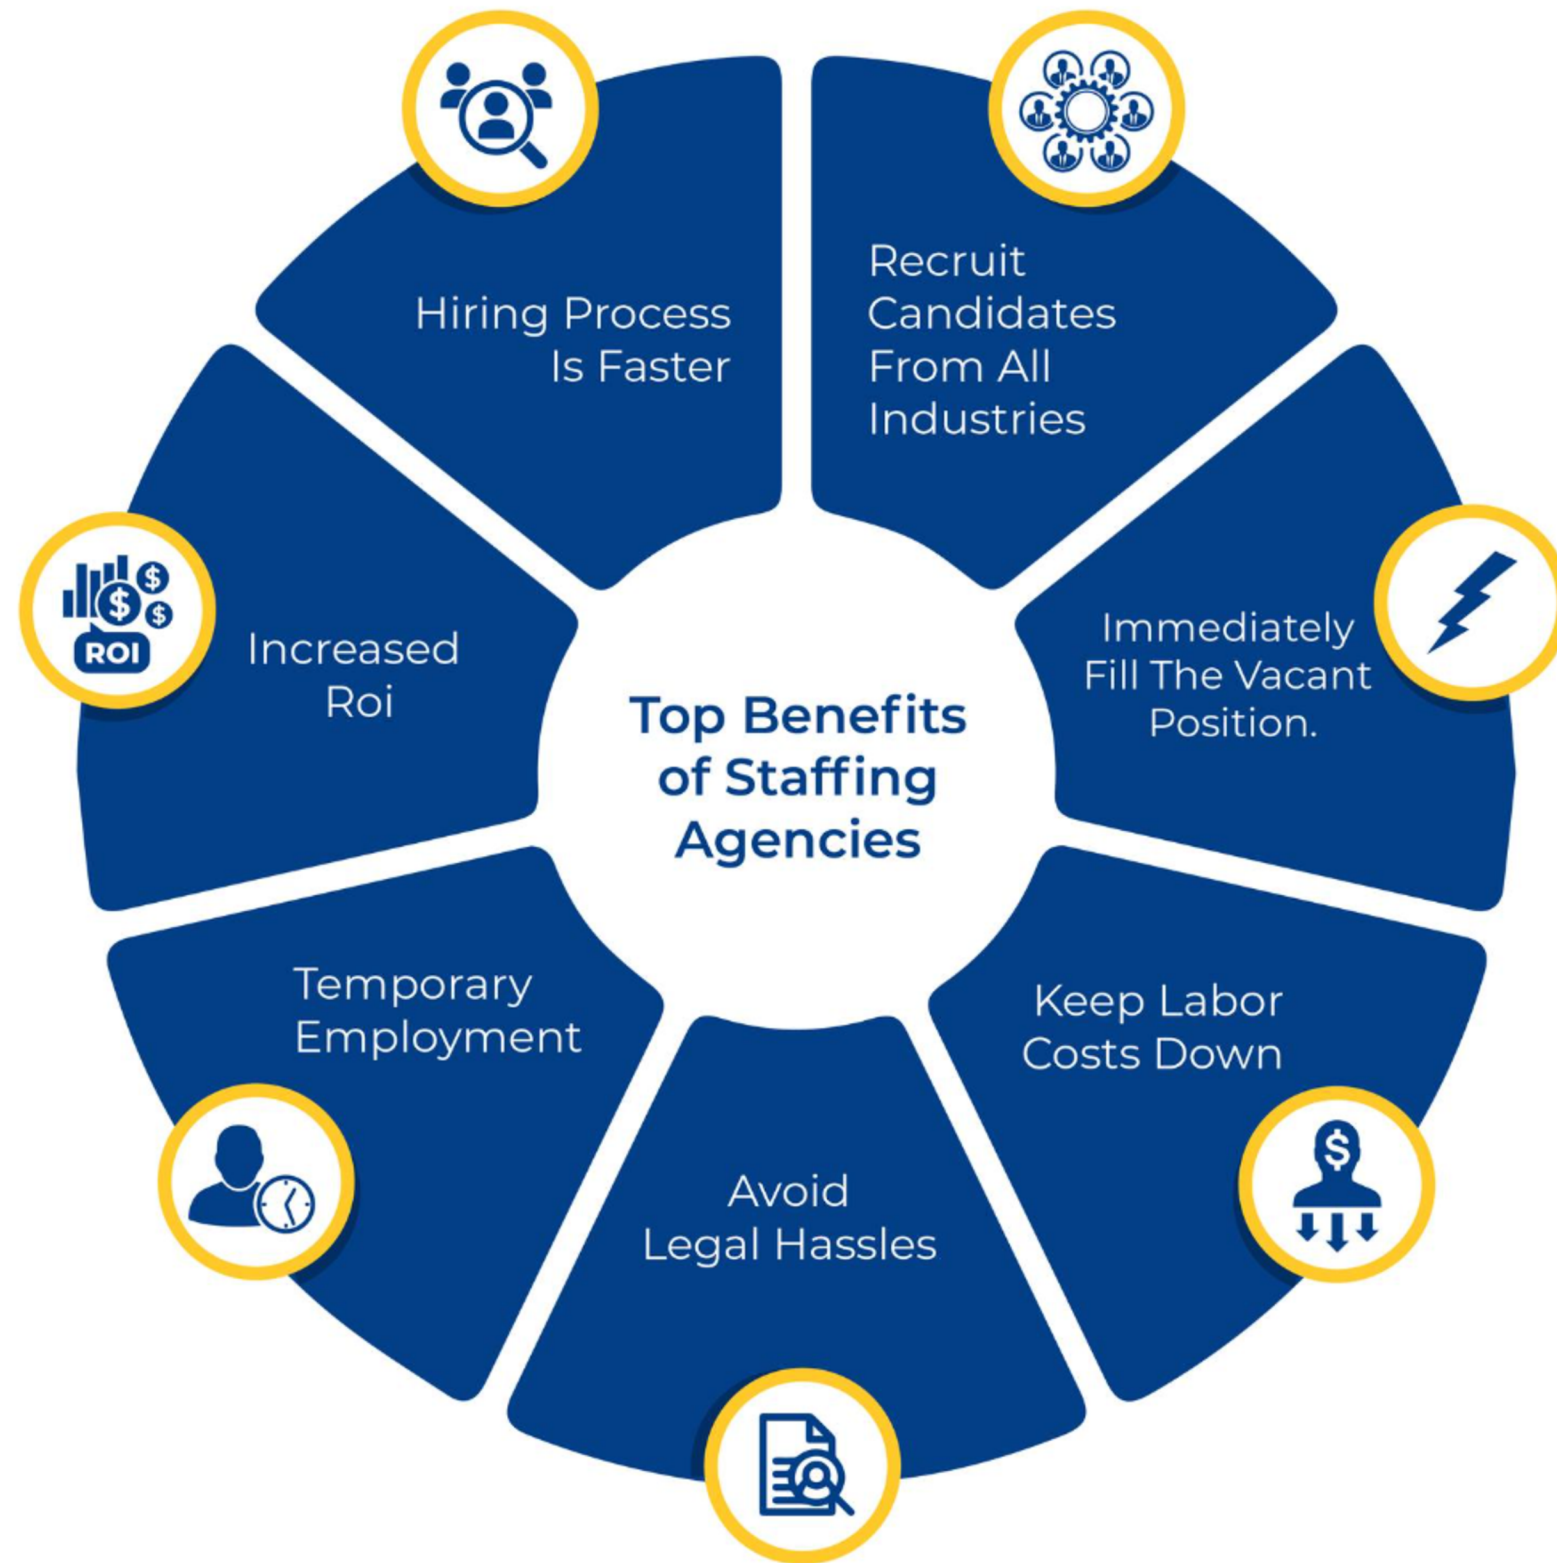 Hiring Process
Is Faster
Recruit
Candidates
From All
Industries
Immediately
Fill The Vacant
Position.
Keep Labor
Costs Down
Avoid
Legal Hassles
Temporary
Employment
Increased
Roi
$
$
$
ROI
Top Benefits
of Staffing
Agencies
$